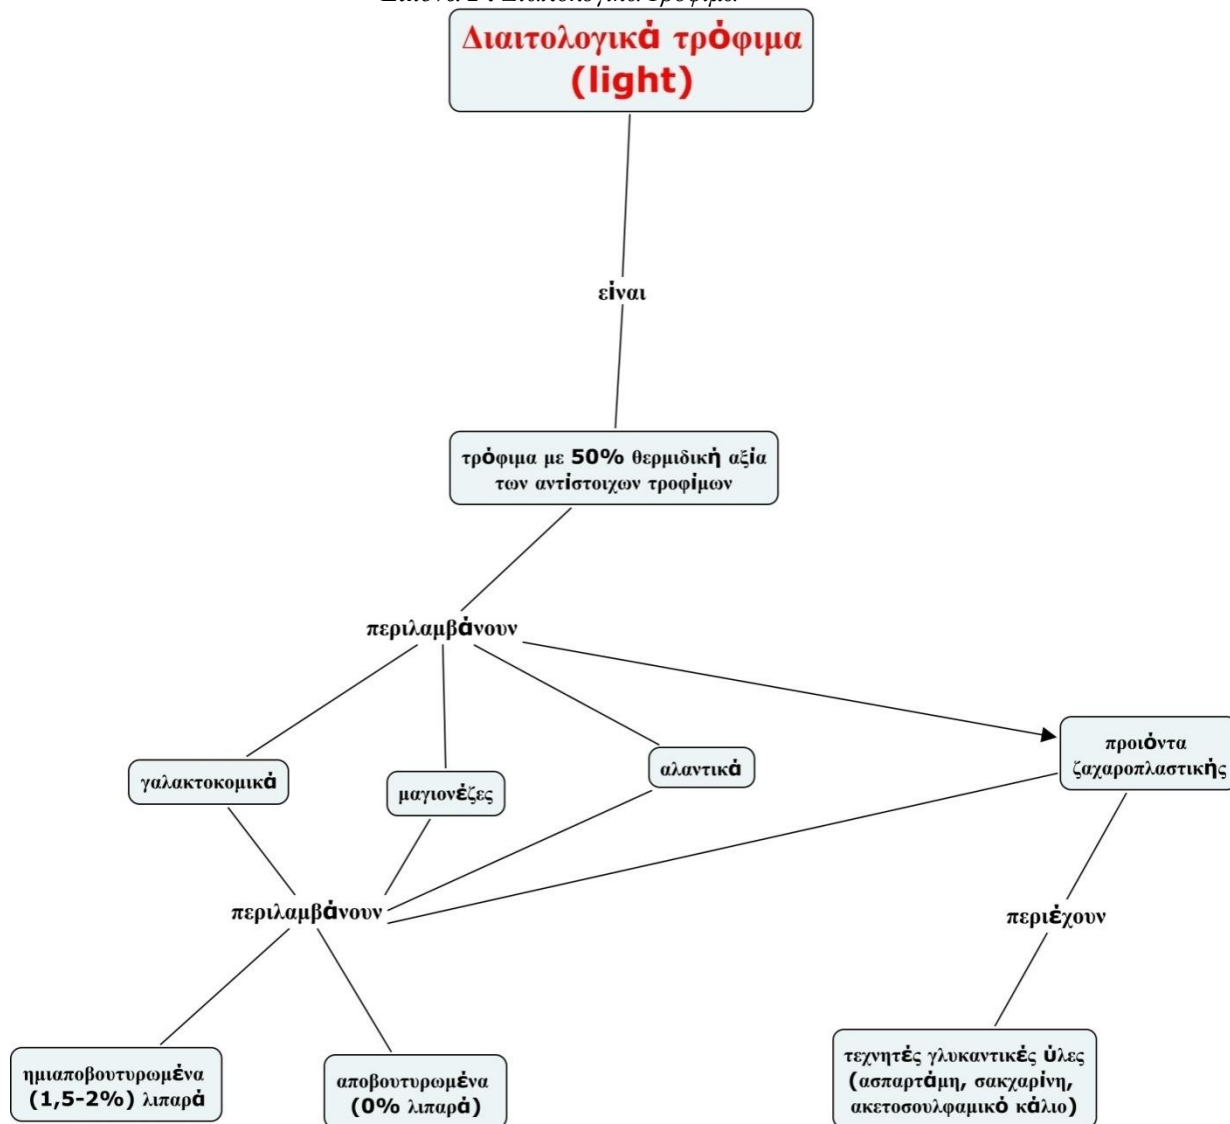 Διαιτολογικά τρόφιμα
(light)
είναι
τρόφιμα με 50% θερμιδική αξία
των αντίστοιχων τροφίμων
περιλαμβάνουν
γαλακτοκομικά
μαγιονέζες
αλαντικά
προιόντα
ζαχαροπλαστικής
περιλαμβάνουν
περιέχουν
ημιαποβουτυρωμένα
(1,5-2%) λιπαρά
αποβουτυρωμένα
(0% λιπαρά)
τεχνητές γλυκαντικές ύλες
(ασπαρτάμη, σακχαρίνη,
ακετοσουλφαμικό κάλιο)